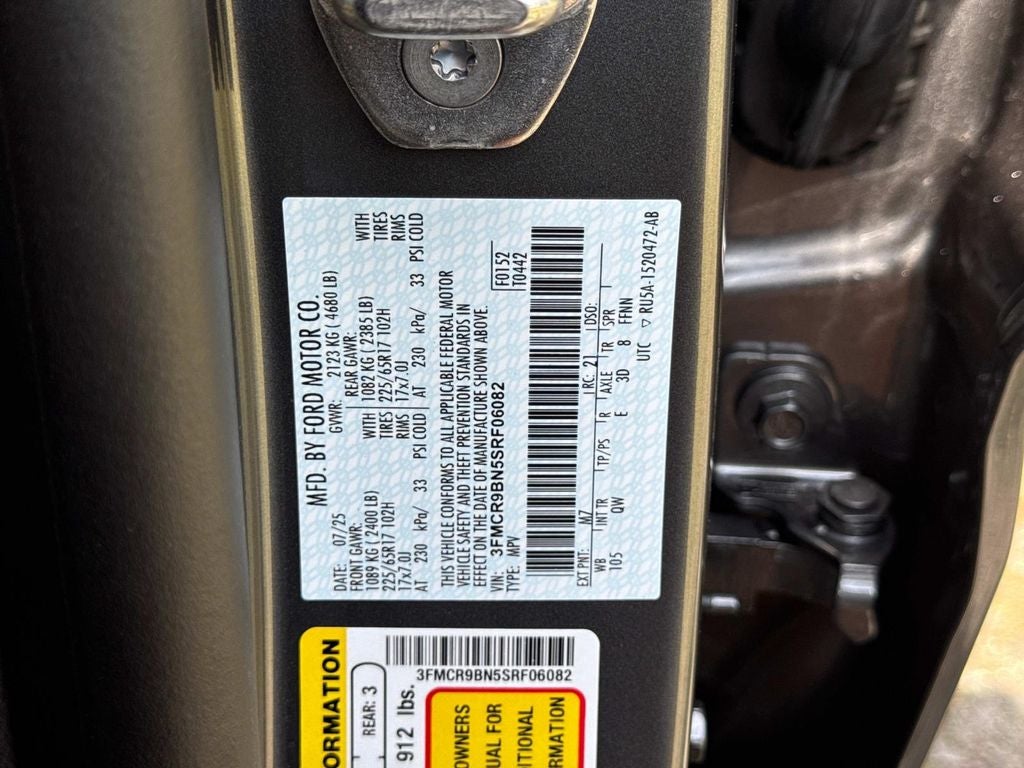 MFD. BY FORD MOTOR CO.
DATE: 07/25 GVWR: 2123 KG ( 4680 LB)
FRONT GAWR: REAR GAWR:
1089 KG ( 2400 LB) WITH 1082 KG ( 2385 LB) WITH
225/65R17 102H TIRES 225/65R17 102H TIRES
17x7.0J RIMS 17x7.0J RIMS
AT 230 kPa/ 33 PSI COLD AT 230 kPa/ 33 PSI COLD
THIS VEHICLE CONFORMS TO ALL APPLICABLE FEDERAL MOTOR
VEHICLE SAFETY AND THEFT PREVENTION STANDARDS IN
EFFECT ON THE DATE OF MANUFACTURE SHOWN ABOVE.
VIN: 3FMCR9BN5SRF06082 F0152
TYPE: MPV T0442
EXT PNT: M7 RC: 21 DSO:
WB INT TR TP/PS R AXLE TR SPR
105 QW E 3D 8 FFNN
UTC ▽ RU5A-1520472-AB
ORMATION
REAR: 3
912 lbs.
3FMCR9BN5SRF06082
OWNERS
UAL FOR
ITIONAL
RMATION